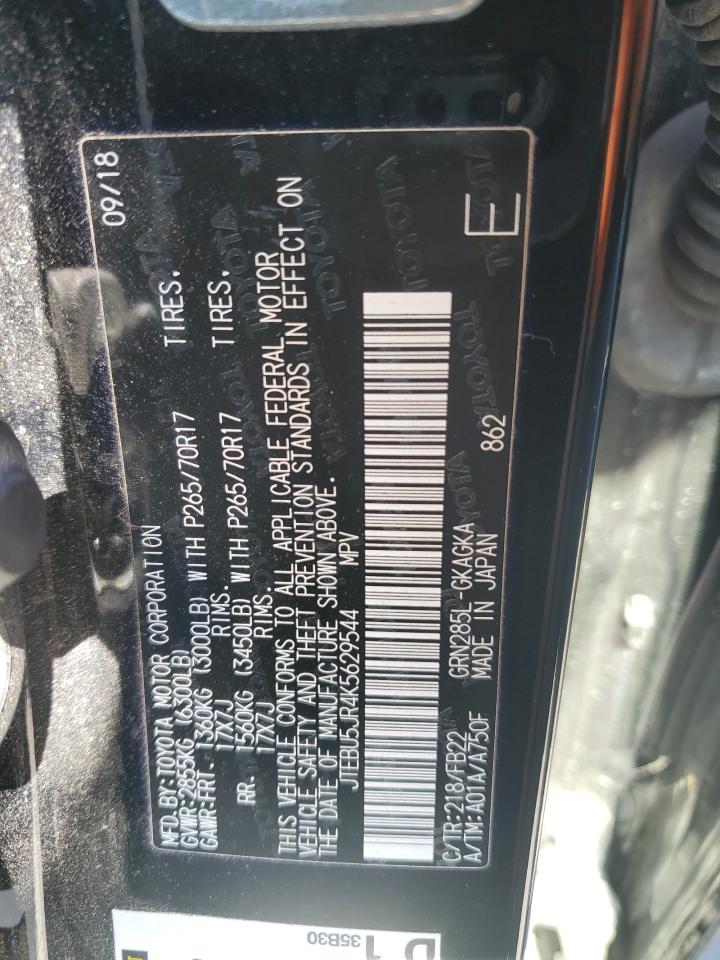 MFD.BY:TOYOTA MOTOR CORPORATION 09/18
GVWR:2855KG (6300LB)
GAWR:FRT. 1360KG (3000LB) WITH P265/70R17 TIRES.
17X7J RIMS.
RR. 1560KG (3450LB) WITH P265/70R17 TIRES.
17X7J RIMS.
THIS VEHICLE CONFORMS TO ALL APPLICABLE FEDERAL MOTOR
VEHICLE SAFETY AND THEFT PREVENTION STANDARDS IN EFFECT ON
THE DATE OF MANUFACTURE SHOWN ABOVE.
JTEBU5JR4K5629544 MPV
C/TR:218/FB22 GRN285L-GKAGKA
A/TM:A01A/A750F MADE IN JAPAN 862 E
35B30